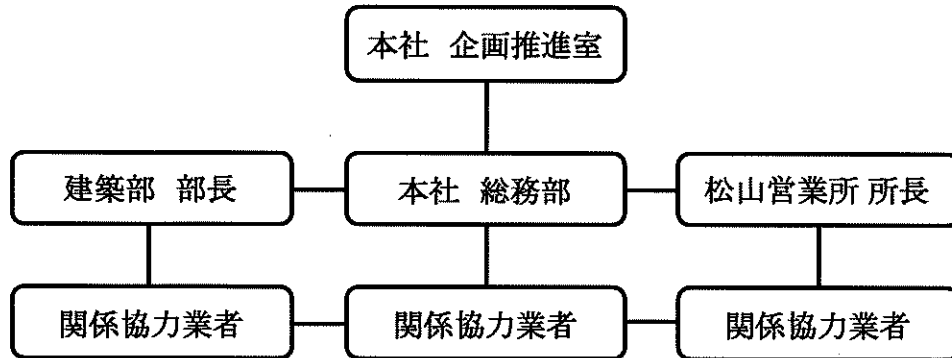 本社 企画推進室
建築部 部長
本社 総務部
松山営業所 所長
関係協力業者
関係協力業者
関係協力業者